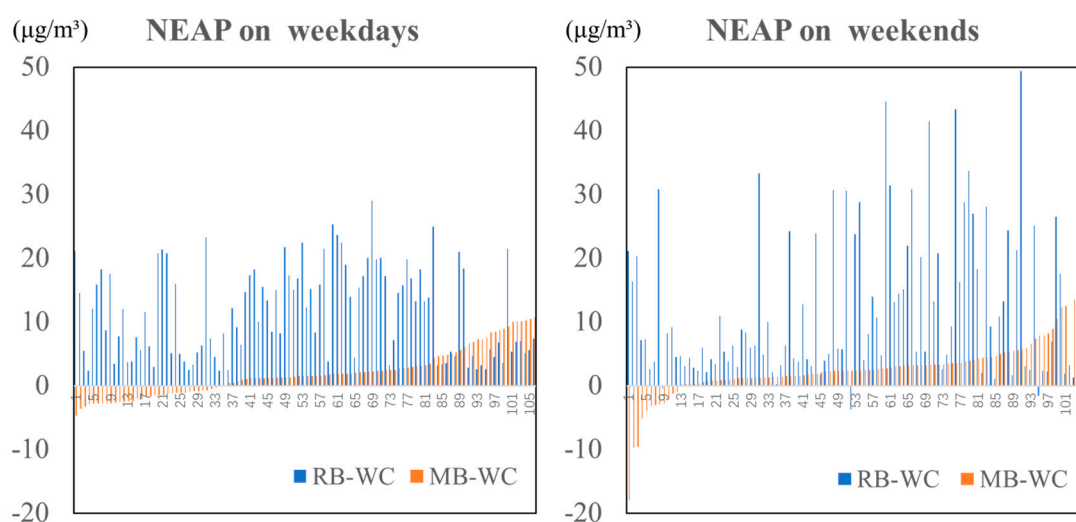 (μg/m³) NEAP on weekdays
50
40
30
20
10
0
-10
-20
1 5 9 13 17 21 25 29 33 37 41 45 49 53 57 61 65 69 73 77 81 85 89 93 97 101 105
RB-WC MB-WC
(μg/m³) NEAP on weekends
50
40
30
20
10
0
-10
-20
1 5 9 13 17 21 25 29 33 37 41 45 49 53 57 61 65 69 73 77 81 85 89 93 97 101
RB-WC MB-WC